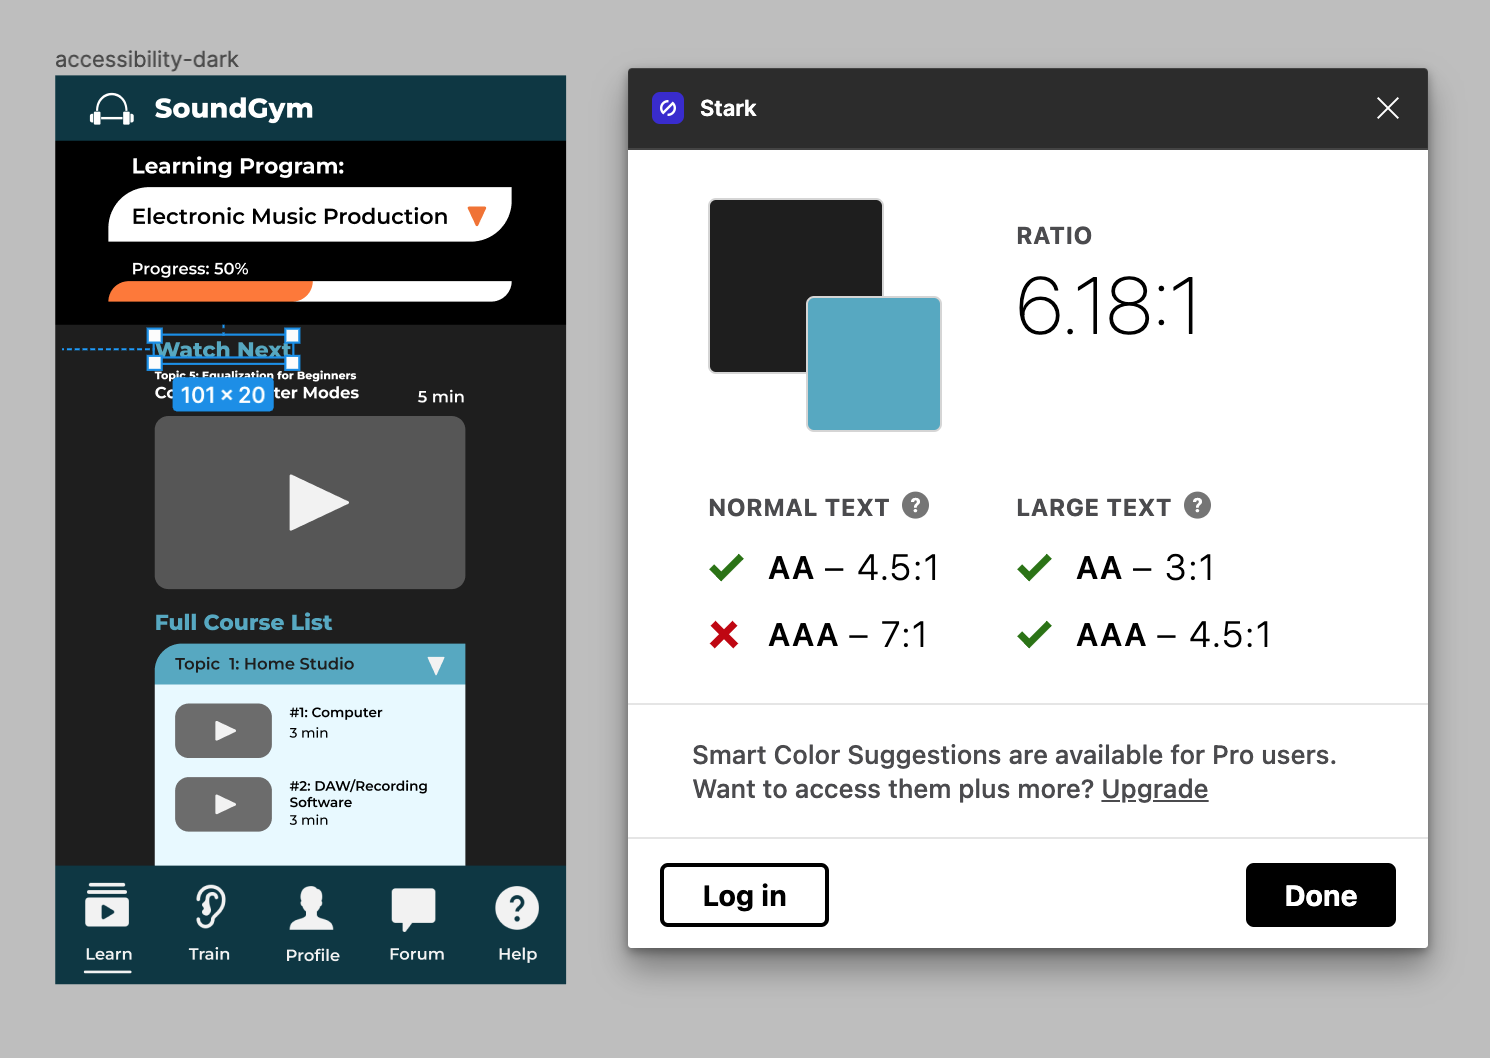 accessibility-dark
SoundGym
Learning Program:
Electronic Music Production
Progress: 50%
Watch Next
Topic 5: Equalization for Beginners
101 × 20
ter Modes
5 min
Full Course List
Topic 1: Home Studio
#1: Computer
3 min
#2: DAW/Recording
Software
3 min
Learn
Train
Profile
Forum
Help
Stark
RATIO
6.18:1
NORMAL TEXT ?
AA – 4.5:1
AAA – 7:1
LARGE TEXT ?
AA – 3:1
AAA – 4.5:1
Smart Color Suggestions are available for Pro users.
Want to access them plus more? Upgrade
Log in
Done